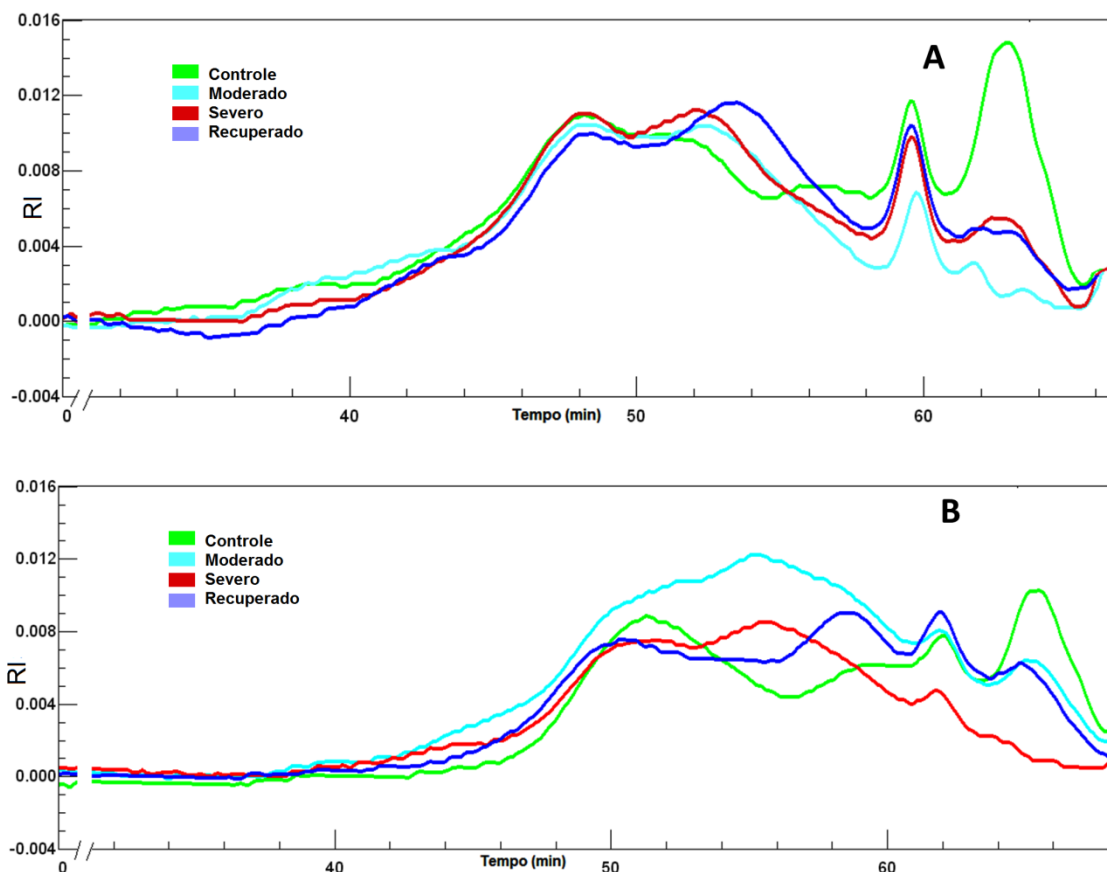 0.016
A
Controle
Moderado
Severo
Recuperado
0.012
0.008
RI
0.004
0.000
-0.004
0 // 40 50 60
Tempo (min)
0.016
B
Controle
Moderado
Severo
Recuperado
0.012
0.008
RI
0.004
0.000
-0.004
0 // 40 50 60
Tempo (min)